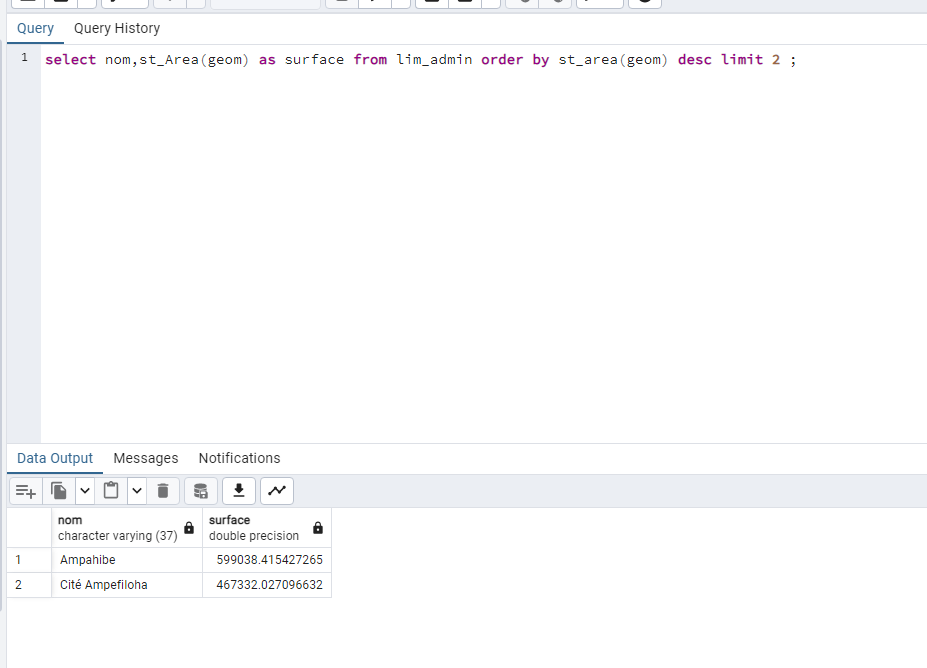 Query Query History
1 select nom,st_Area(geom) as surface from lim_admin order by st_area(geom) desc limit 2 ;
Data Output Messages Notifications
nom surface
character varying (37) double precision
1 Ampahibe 599038.415427265
2 Cité Ampefiloha 467332.027096632